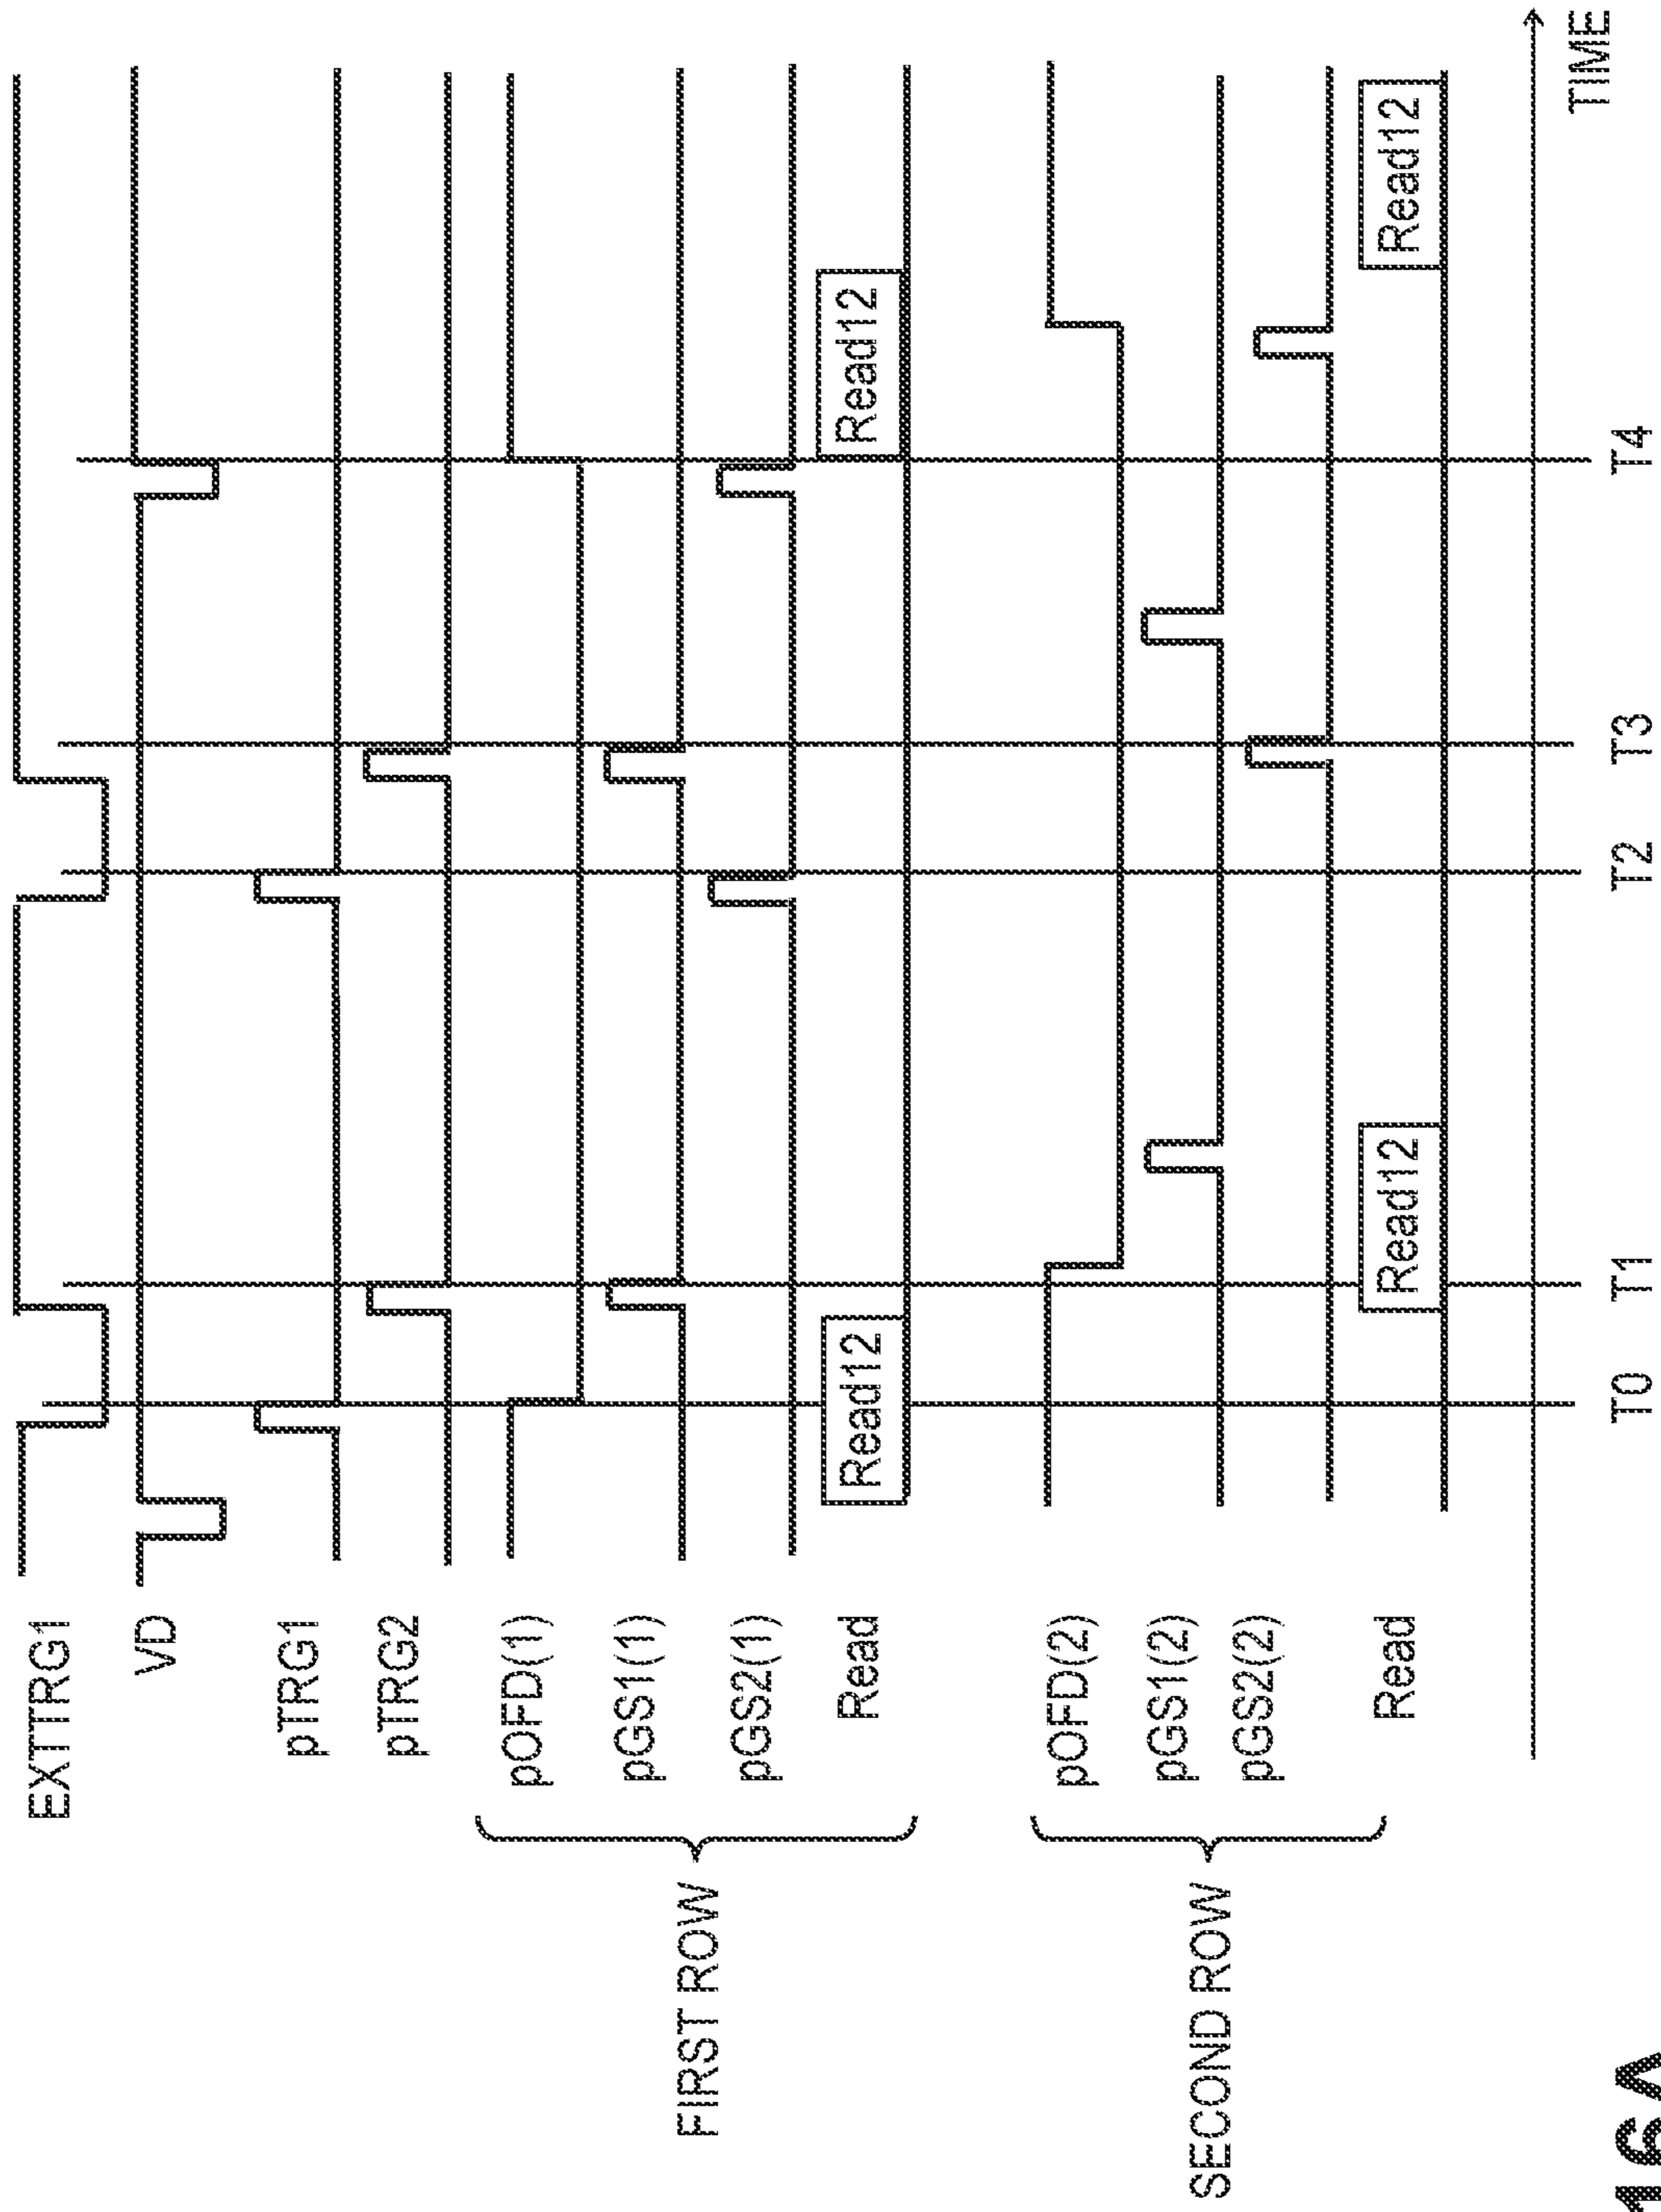 EXTTRG1
VD
pTRG1
pTRG2
FIRST ROW
pOFD(1)
pGS1(1)
pGS2(1)
Read
Read12
Read12
SECOND ROW
pOFD(2)
pGS1(2)
pGS2(2)
Read
Read12
Read12
T0
T1
T2
T3
T4
TIME
16A